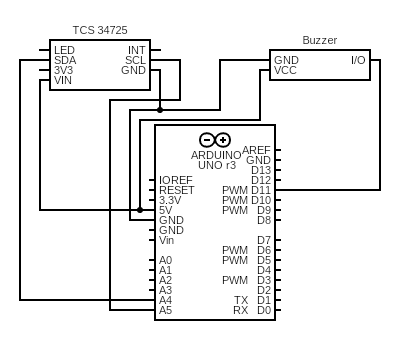 TCS 34725
LED INT
SDA SCL
3V3 GND
VIN
Buzzer
GND I/O
VCC
ARDUINO
UNO r3
AREF
GND
D13
IOREF D12
RESET PWM D11
3.3V PWM D10
5V PWM D9
GND D8
GND
Vin D7
PWM D6
A0 PWM D5
A1 D4
A2 PWM D3
A3 D2
A4 TX D1
A5 RX D0